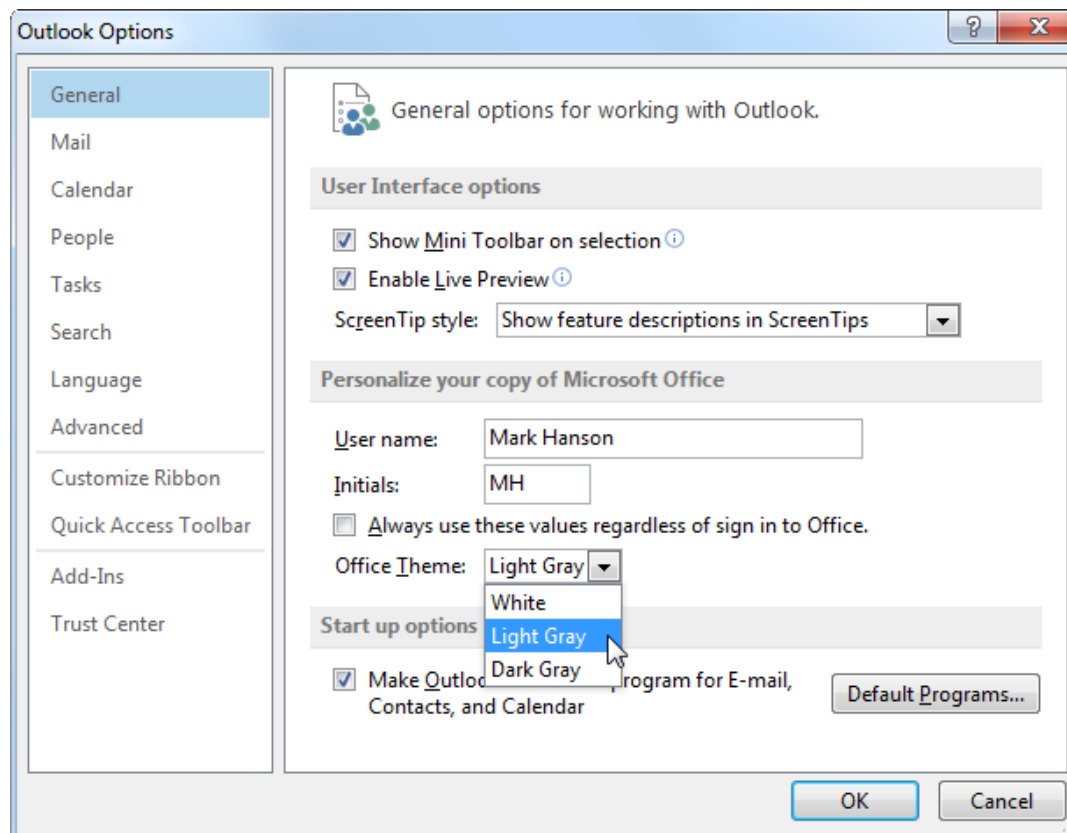 Outlook Options
General
Mail
Calendar
People
Tasks
Search
Language
Advanced
Customize Ribbon
Quick Access Toolbar
Add-Ins
Trust Center
General options for working with Outlook.
User Interface options
Show Mini Toolbar on selection
Enable Live Preview
ScreenTip style: Show feature descriptions in ScreenTips
Personalize your copy of Microsoft Office
User name: Mark Hanson
Initials: MH
Always use these values regardless of sign in to Office.
Office Theme: Light Gray
White
Light Gray
Dark Gray
Start up options
Make Outlo program for E-mail,
Contacts, and Calendar
Default Programs...
OK
Cancel